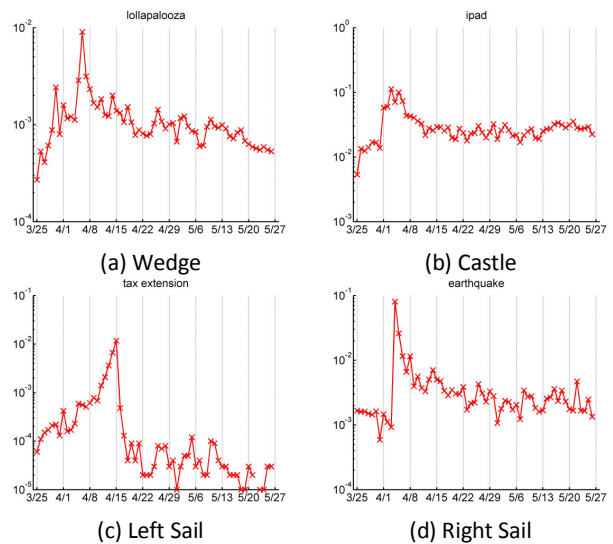 lollapalooza
10^-2
10^-3
10^-4
3/25 4/1 4/8 4/15 4/22 4/29 5/6 5/13 5/20 5/27
(a) Wedge
ipad
10^0
10^-1
10^-2
10^-3
3/25 4/1 4/8 4/15 4/22 4/29 5/6 5/13 5/20 5/27
(b) Castle
tax extension
10^-1
10^-2
10^-3
10^-4
10^-5
3/25 4/1 4/8 4/15 4/22 4/29 5/6 5/13 5/20 5/27
(c) Left Sail
earthquake
10^-1
10^-2
10^-3
10^-4
3/25 4/1 4/8 4/15 4/22 4/29 5/6 5/13 5/20 5/27
(d) Right Sail